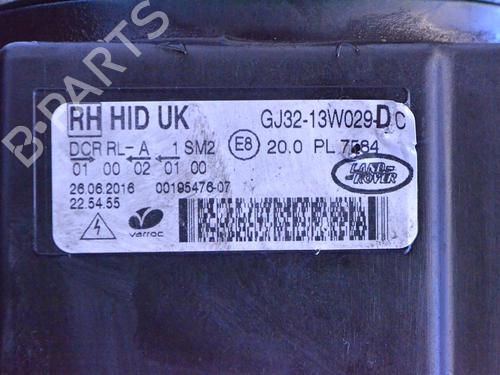 RH HID UK GJ32-13W029-D C
DCR RL-A 1 SM2 E8 20.0 PL 7584
01 00 02 01 00
LAND ROVER
26.06.2016 00195476-07
22.54.55
varroc
B-PARTS